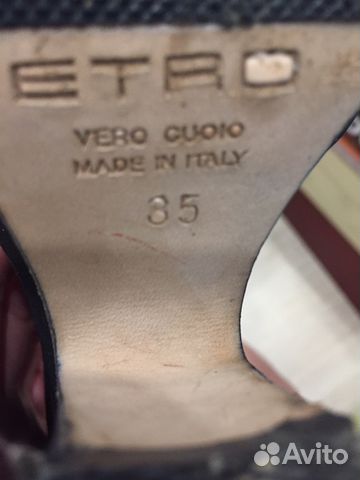 ETRO
VERO CUOIO
MADE IN ITALY
35
Avito